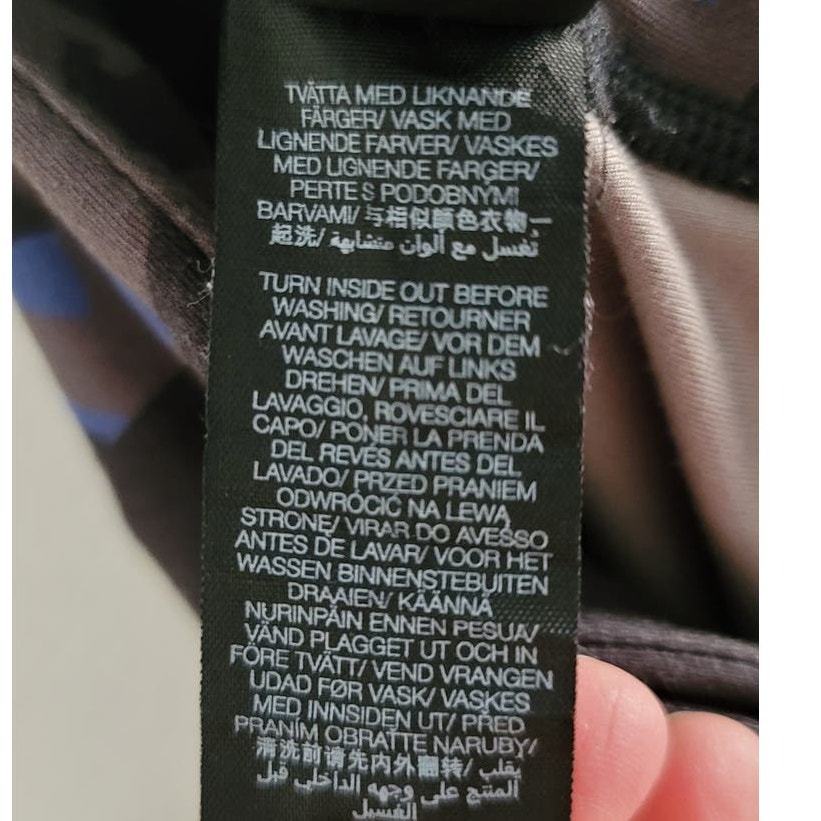 TVÄTTA MED LIKNANDE
FÄRGER/ VASK MED
LIGNENDE FARVER/ VASKES
MED LIGNENDE FARGER/
PERTE S PODOBNÝMI
BARVAMI/ 与相似颜色衣物一
起洗/ تغسل مع ألوان متشابهة
TURN INSIDE OUT BEFORE
WASHING/ RETOURNER
AVANT LAVAGE/ VOR DEM
WASCHEN AUF LINKS
DREHEN/ PRIMA DEL
LAVAGGIO, ROVESCIARE IL
CAPO/ PONER LA PRENDA
DEL REVÉS ANTES DEL
LAVADO/ PRZED PRANIEM
ODWRÓCIĆ NA LEWĄ
STRONĘ/ VIRAR DO AVESSO
ANTES DE LAVAR/ VOOR HET
WASSEN BINNENSTEBUITEN
DRAAIEN/ KÄÄNNÄ
NURINPÄIN ENNEN PESUA/
VÄND PLAGGET UT OCH IN
FÖRE TVÄTT/ VEND VRANGEN
UDAD FØR VASK/ VASKES
MED INNSIDEN UT/ PŘED
PRANÍM OBRAŤTE NARUBY/
清洗前请先内外翻转/ يقلب
المنتج على وجهه الداخلي قبل
الغسيل